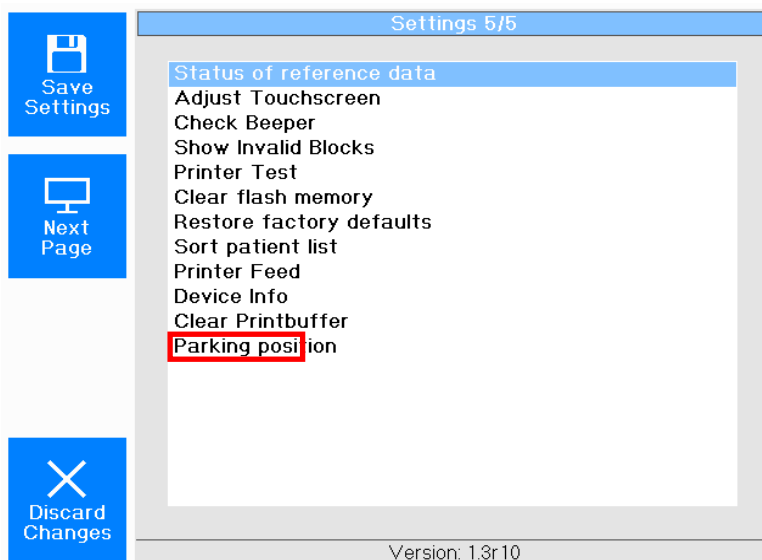 Settings 5/5
Save
Settings
Next
Page
Discard
Changes
Status of reference data
Adjust Touchscreen
Check Beeper
Show Invalid Blocks
Printer Test
Clear flash memory
Restore factory defaults
Sort patient list
Printer Feed
Device Info
Clear Printbuffer
Parking position
Version: 1.3r10